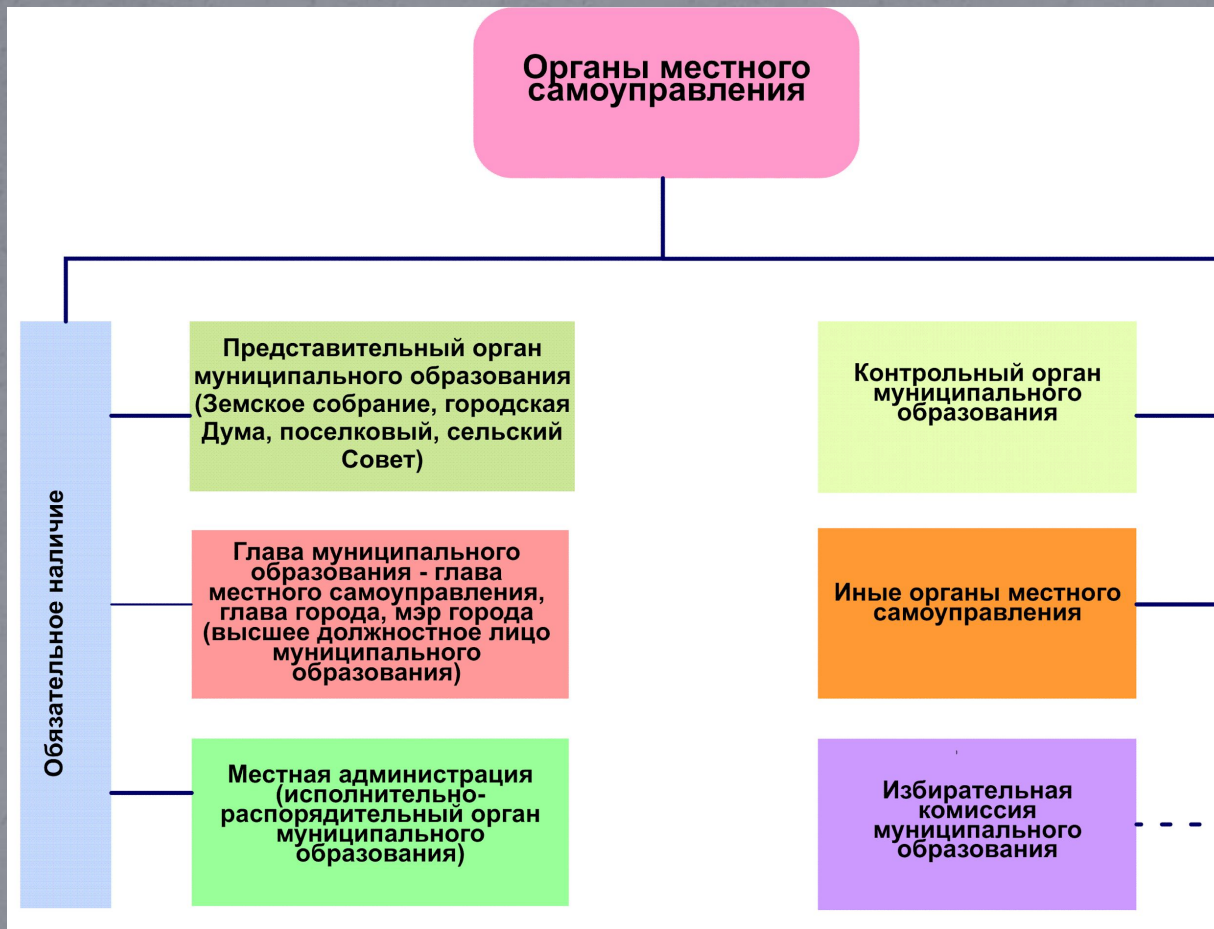 Органы местного
самоуправления
Обязательное наличие
Представительный орган
муниципального образования
(Земское собрание, городская
Дума, поселковый, сельский
Совет)
Глава муниципального
образования - глава
местного самоуправления,
глава города, мэр города
(высшее должностное лицо
муниципального
образования)
Местная администрация
(исполнительно-
распорядительный орган
муниципального
образования)
Контрольный орган
муниципального
образования
Иные органы местного
самоуправления
Избирательная
комиссия
муниципального
образования